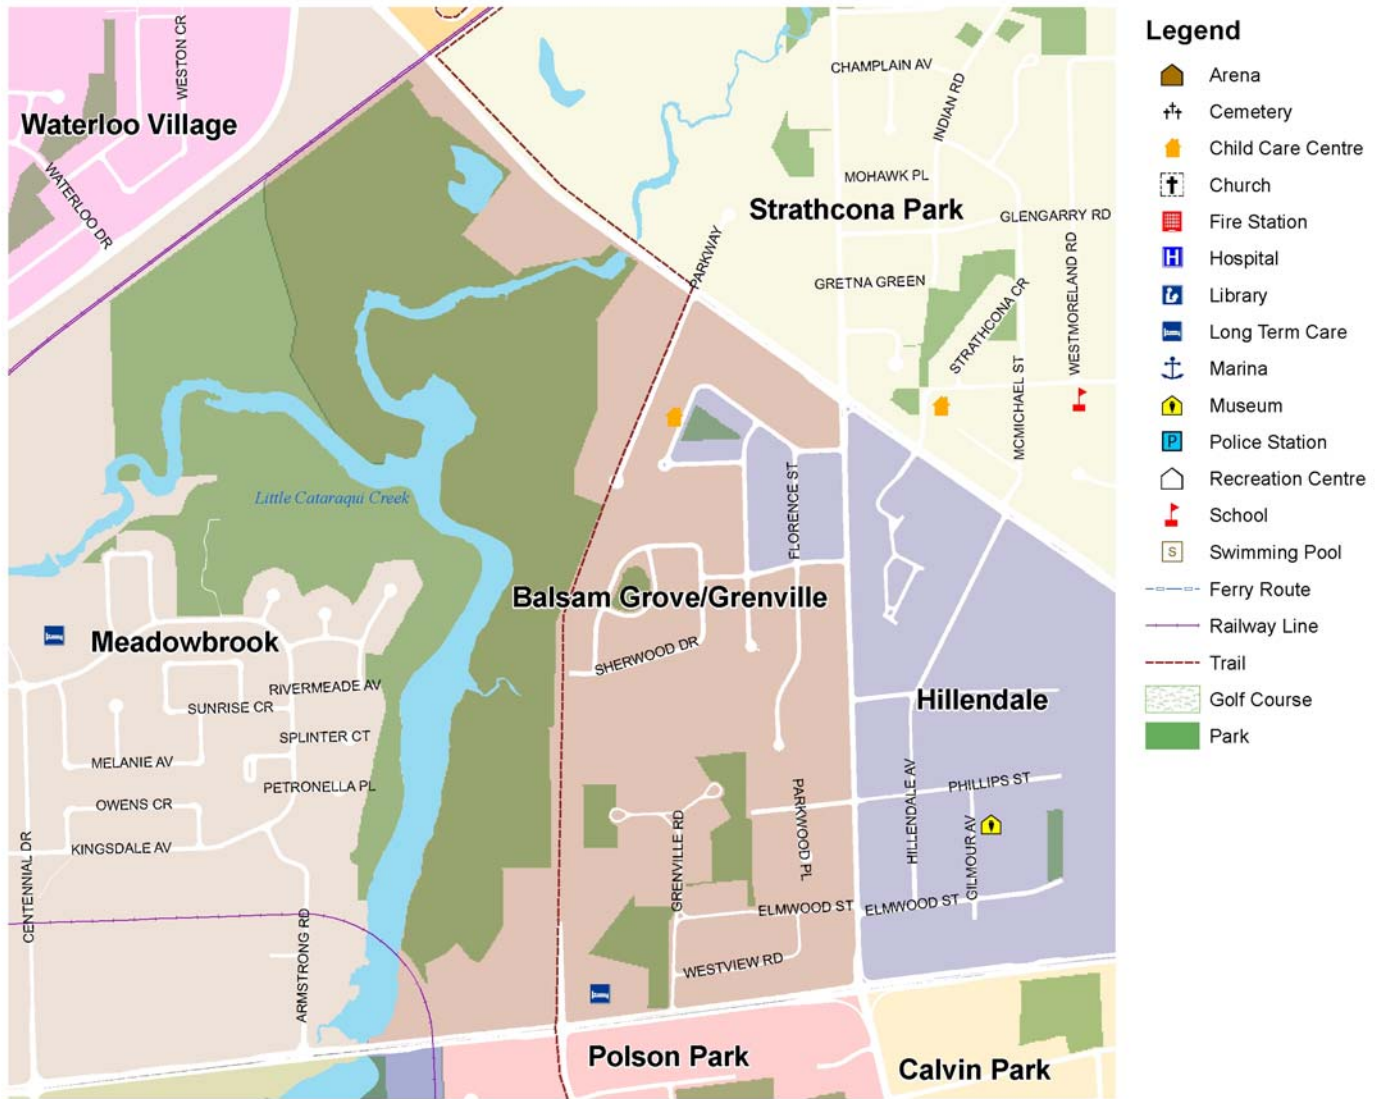 Legend
Arena
Cemetery
Child Care Centre
Church
Fire Station
H
Hospital
Library
Long Term Care
Marina
Museum
P
Police Station
Recreation Centre
School
S
Swimming Pool
Ferry Route
Railway Line
Trail
Golf Course
Park
WESTON CR
Waterloo Village
WATERLOO DR
CHAMPLAIN AV
INDIAN RD
MOHAWK PL
Strathcona Park
GLENGARRY RD
PARKWAY
WESTMORELAND RD
GRETNA GREEN
STRATHCONA CR
MCMICHAEL ST
Little Cataraqui Creek
FLORENCE ST
Balsam Grove/Grenville
Meadowbrook
SHERWOOD DR
RIVERMEADE AV
SUNRISE CR
Hillendale
SPLINTER CT
MELANIE AV
PETRONELLA PL
PHILLIPS ST
OWENS CR
HILLENDALE AV
PARKWOOD PL
GILMOUR AV
KINGSDALE AV
GRENVILLE RD
CENTENNIAL DR
ELMWOOD ST
ELMWOOD ST
ARMSTRONG RD
WESTVIEW RD
Polson Park
Calvin Park